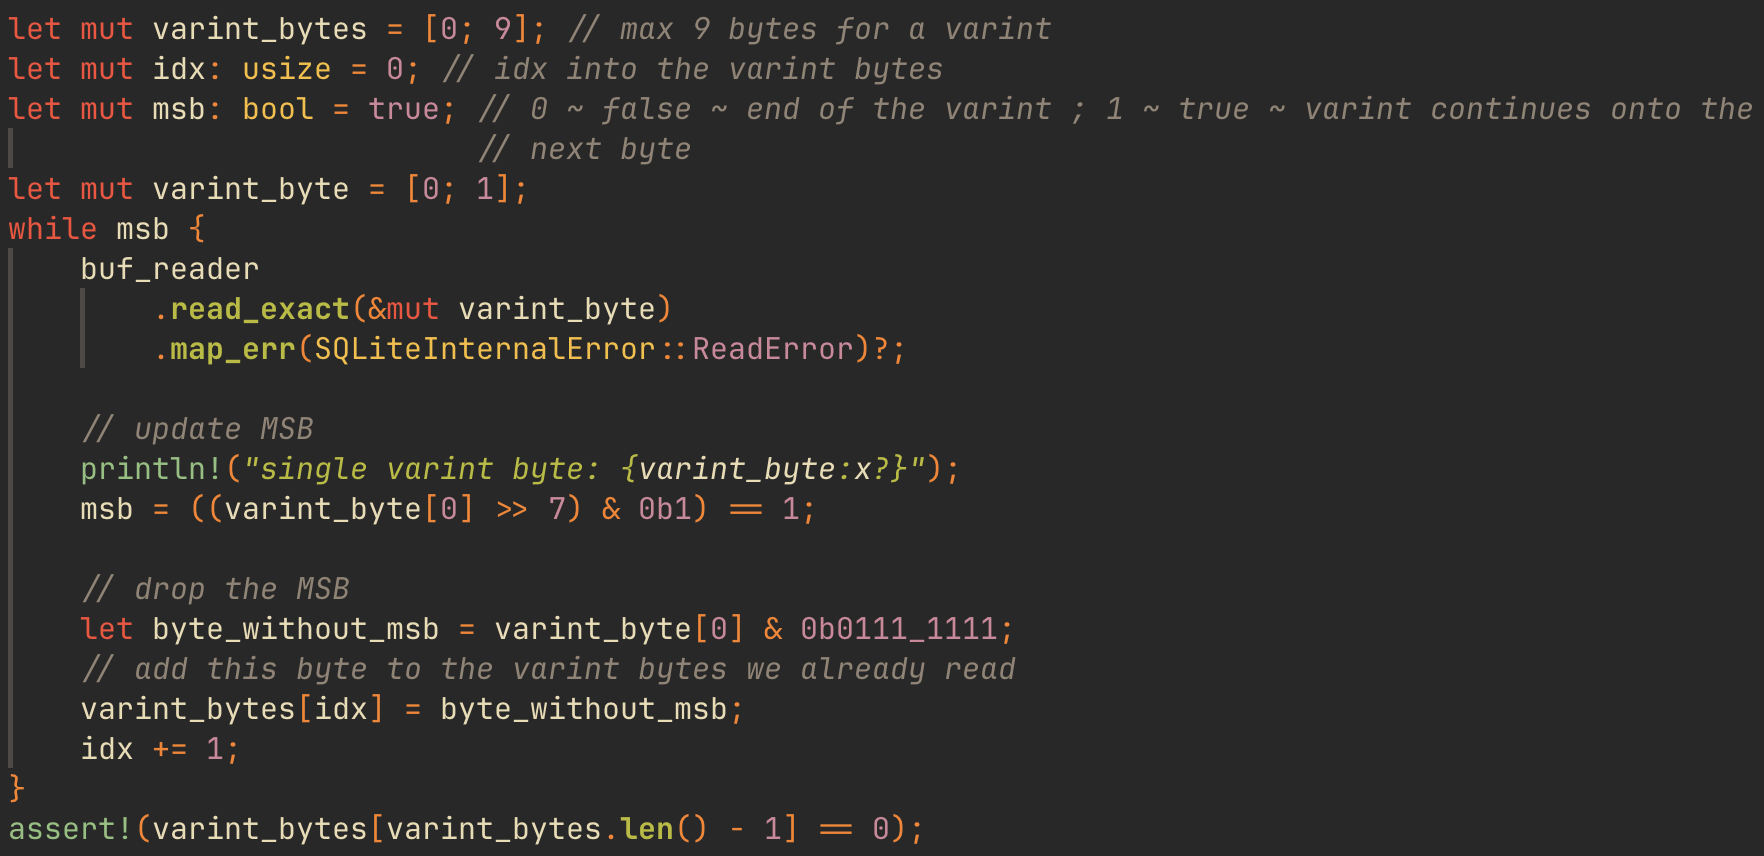 let mut varint_bytes = [0; 9]; // max 9 bytes for a varint
let mut idx: usize = 0; // idx into the varint bytes
let mut msb: bool = true; // 0 ~ false ~ end of the varint ; 1 ~ true ~ varint continues onto the
// next byte
let mut varint_byte = [0; 1];
while msb {
buf_reader
.read_exact(&mut varint_byte)
.map_err(SQLiteInternalError::ReadError)?;
// update MSB
println!("single varint byte: {varint_byte:x?}");
msb = ((varint_byte[0] >> 7) & 0b1) == 1;
// drop the MSB
let byte_without_msb = varint_byte[0] & 0b0111_1111;
// add this byte to the varint bytes we already read
varint_bytes[idx] = byte_without_msb;
idx += 1;
}
assert!(varint_bytes[varint_bytes.len() - 1] == 0);